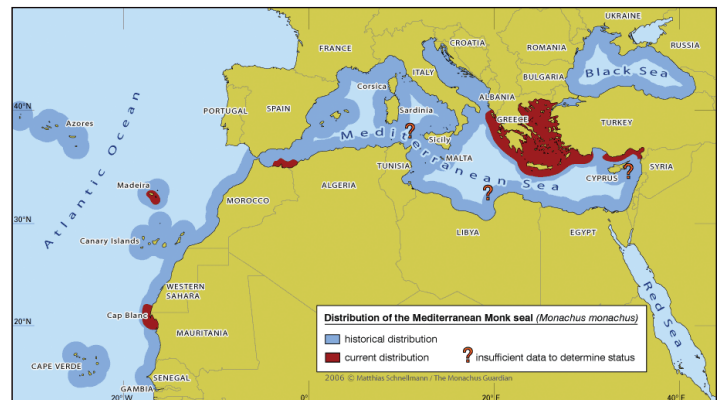 UKRAINE
FRANCE
CROATIA
ROMANIA
RUSSIA
ITALY
Black Sea
BULGARIA
Corsica
ALBANIA
40°N
PORTUGAL
SPAIN
Sardinia
GREECE
TURKEY
Azores
Mediterranean Sea
Sicily
?
TUNISIA
MALTA
CYPRUS
?
SYRIA
Atlantic Ocean
Madeira
ALGERIA
?
MOROCCO
30°N
Canary Islands
LIBYA
EGYPT
WESTERN
SAHARA
Red Sea
Cap Blanc
20°N
MAURITANIA
CAPE VERDE
SENEGAL
GAMBIA
20°W
0°
20°E
40°E
Distribution of the Mediterranean Monk seal (Monachus monachus)
historical distribution
current distribution
? insufficient data to determine status
2006 © Matthias Schnellmann / The Monachus Guardian